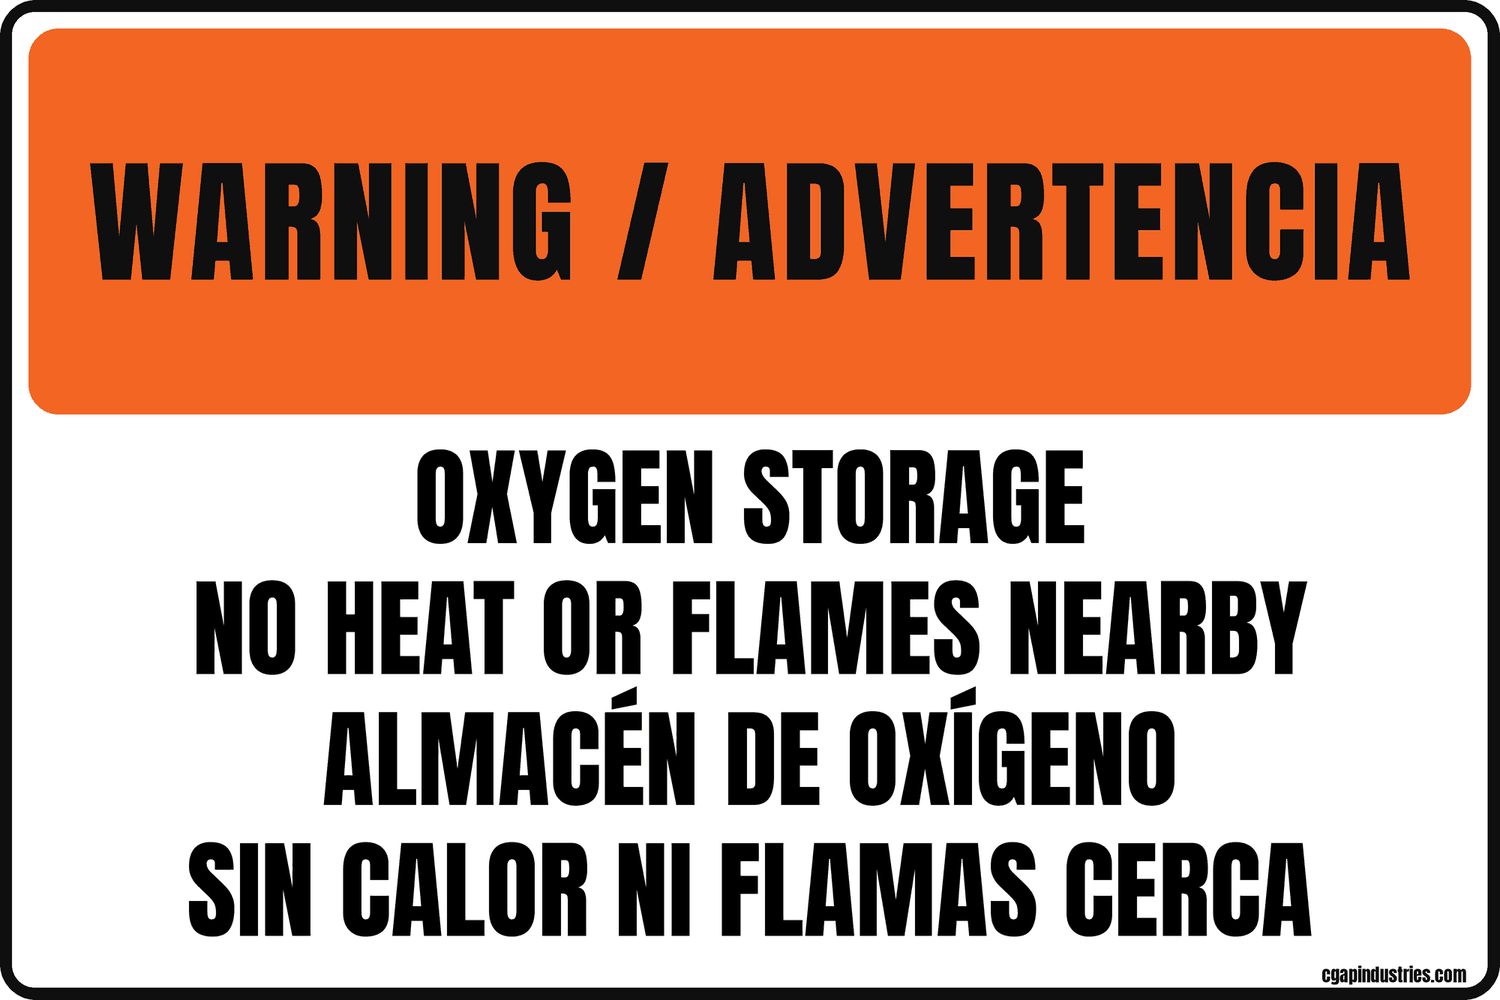 WARNING / ADVERTENCIA
OXYGEN STORAGE
NO HEAT OR FLAMES NEARBY
ALMACÉN DE OXÍGENO
SIN CALOR NI FLAMAS CERCA
cgapindustries.com